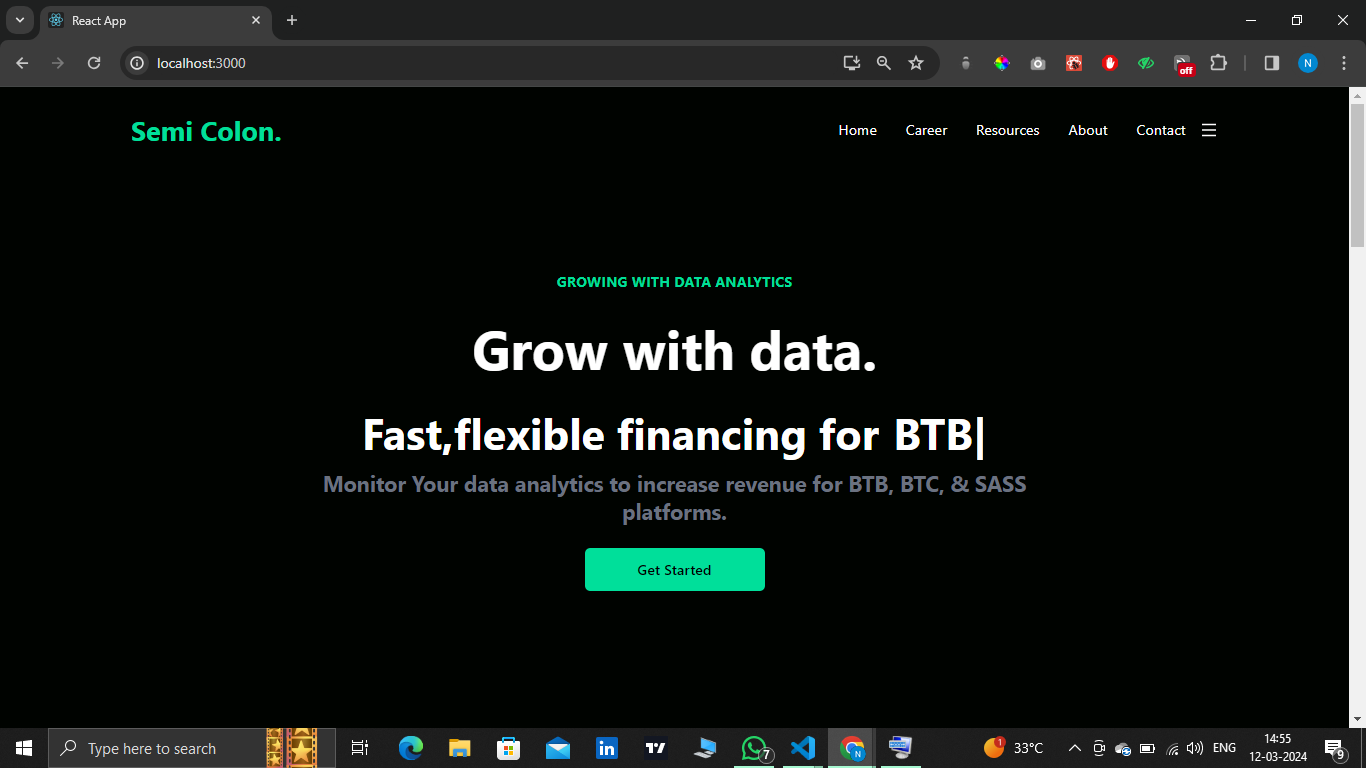 React App
localhost:3000
off
N
Semi Colon.
Home Career Resources About Contact
GROWING WITH DATA ANALYTICS
Grow with data.
Fast,flexible financing for BTB|
Monitor Your data analytics to increase revenue for BTB, BTC, & SASS
platforms.
Get Started
Type here to search
in
7
N
1
33°C
ENG
14:55
12-03-2024
9